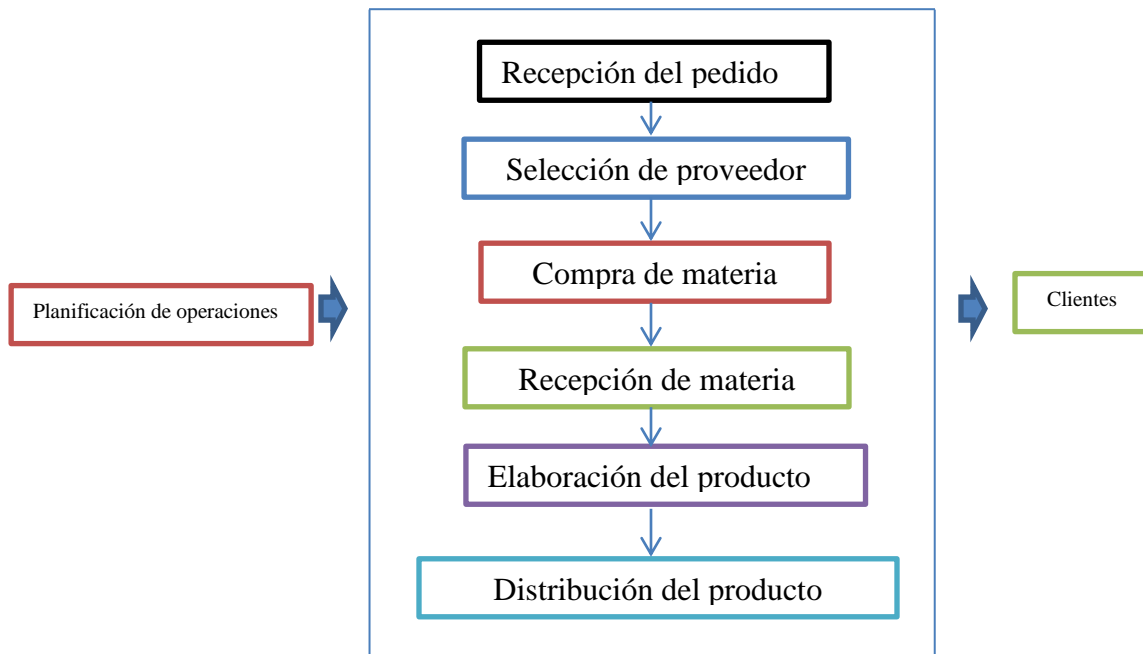 Recepción del pedido
Selección de proveedor
Compra de materia
Planificación de operaciones
Clientes
Recepción de materia
Elaboración del producto
Distribución del producto